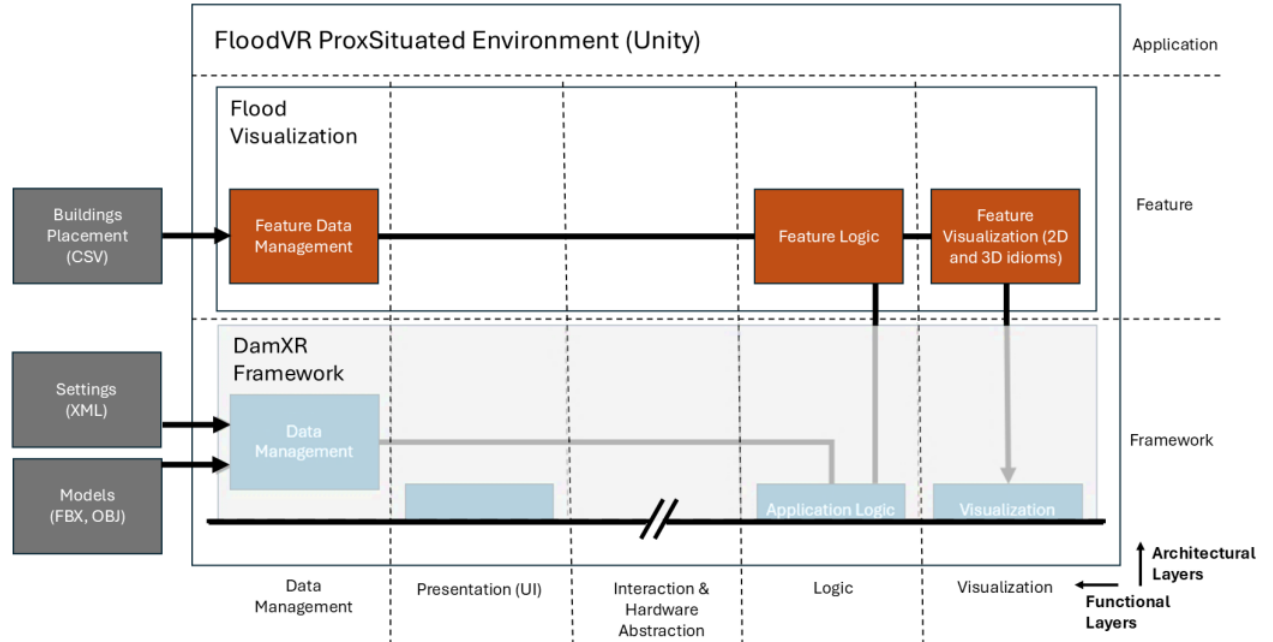 FloodVR ProxSituated Environment (Unity)
Application
Flood
Visualization
Buildings
Placement
(CSV)
Feature Data
Management
Feature Logic
Feature
Visualization (2D
and 3D idioms)
Feature
DamXR
Framework
Settings
(XML)
Data
Management
Framework
Models
(FBX, OBJ)
Application Logic
Visualization
Data
Management
Presentation (UI)
Interaction &
Hardware
Abstraction
Logic
Visualization
Architectural
Layers
Functional
Layers